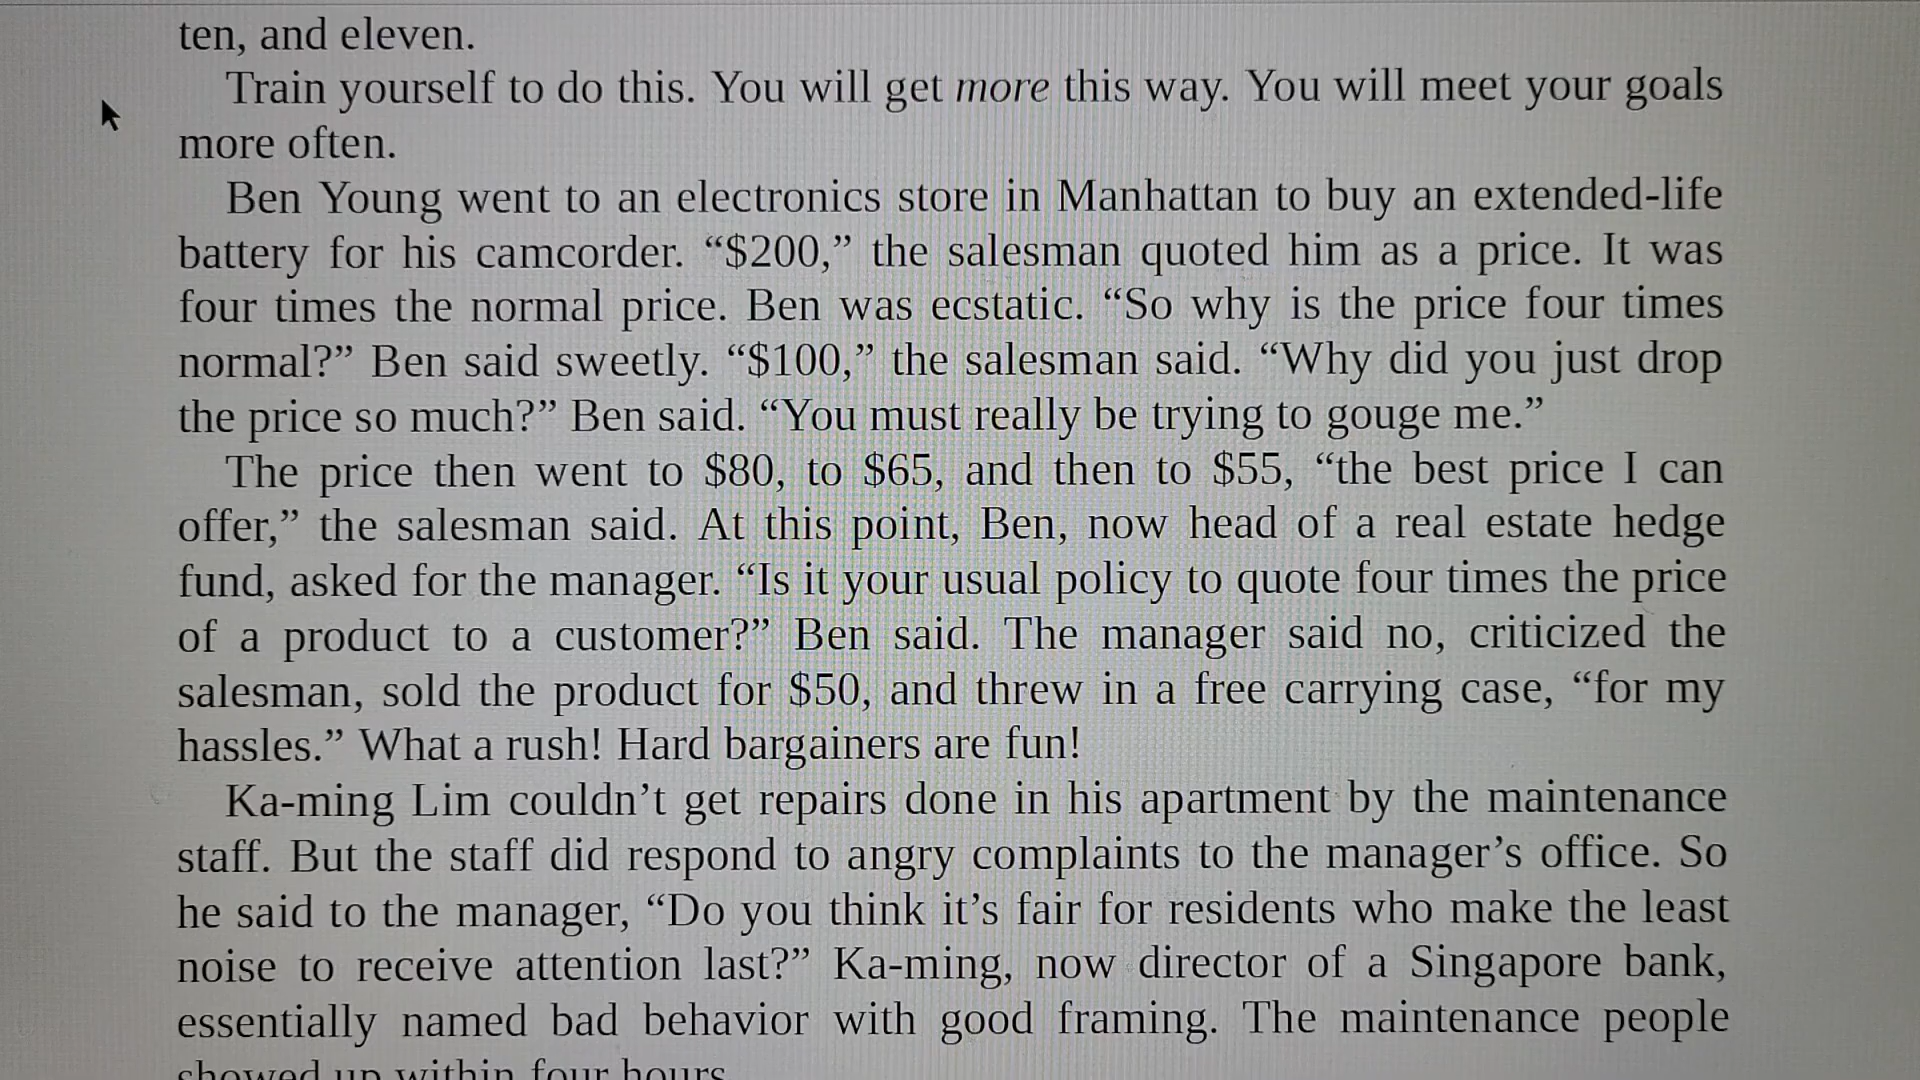 ten, and eleven.
Train yourself to do this. You will get more this way. You will meet your goals
more often.
Ben Young went to an electronics store in Manhattan to buy an extended-life
battery for his camcorder. “$200,” the salesman quoted him as a price. It was
four times the normal price. Ben was ecstatic. “So why is the price four times
normal?” Ben said sweetly. “$100,” the salesman said. “Why did you just drop
the price so much?” Ben said. “You must really be trying to gouge me.”
The price then went to $80, to $65, and then to $55, “the best price I can
offer,” the salesman said. At this point, Ben, now head of a real estate hedge
fund, asked for the manager. “Is it your usual policy to quote four times the price
of a product to a customer?” Ben said. The manager said no, criticized the
salesman, sold the product for $50, and threw in a free carrying case, “for my
hassles.” What a rush! Hard bargainers are fun!
Ka-ming Lim couldn’t get repairs done in his apartment by the maintenance
staff. But the staff did respond to angry complaints to the manager’s office. So
he said to the manager, “Do you think it’s fair for residents who make the least
noise to receive attention last?” Ka-ming, now director of a Singapore bank,
essentially named bad behavior with good framing. The maintenance people
showed up within four hours